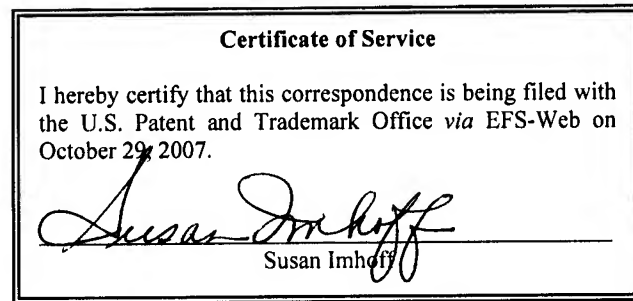 Certificate of Service
I hereby certify that this correspondence is being filed with
the U.S. Patent and Trademark Office via EFS-Web on
October 29, 2007.
Susan Imhoff
Susan Imhoff